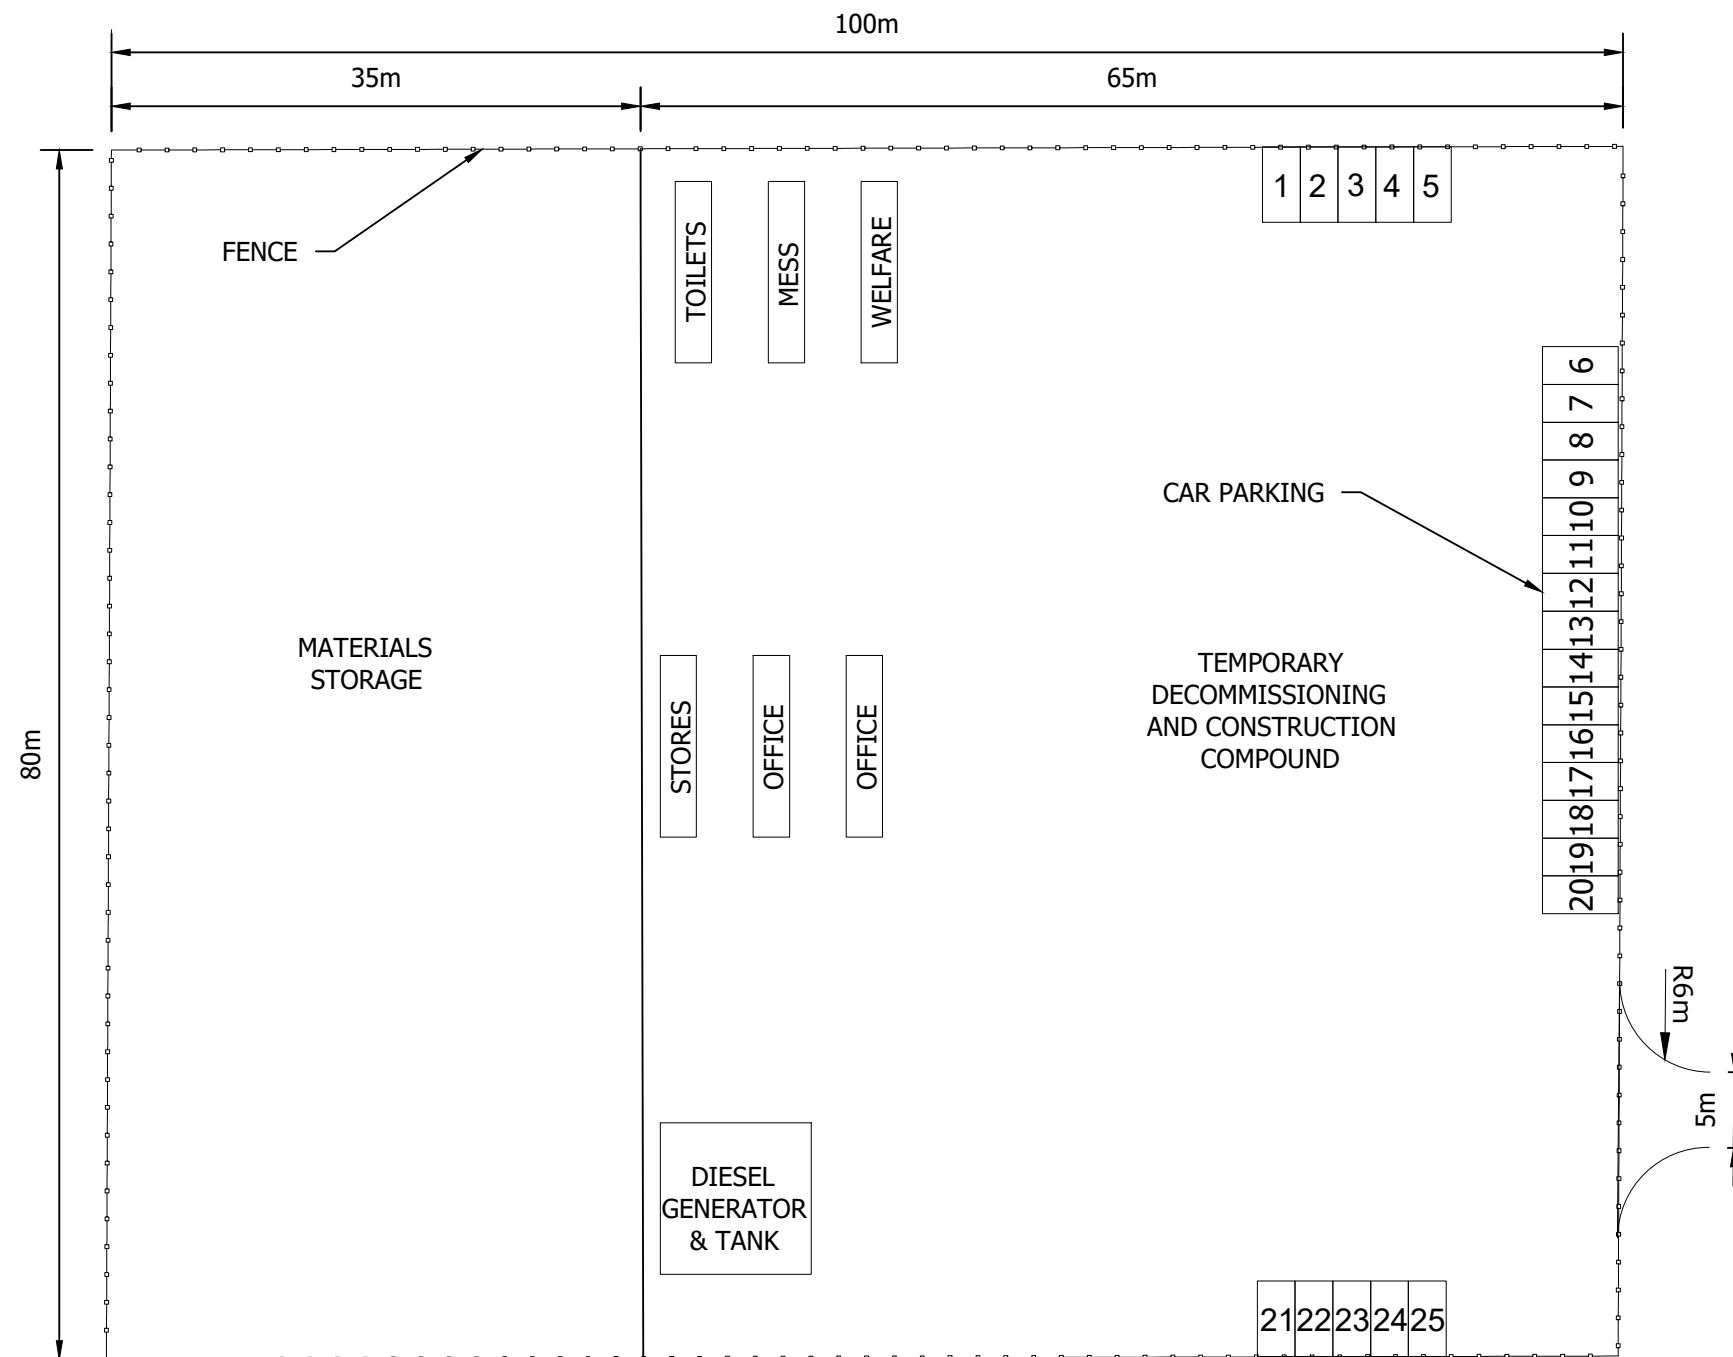 100m
35m
65m
1 2 3 4 5
FENCE
TOILETS
MESS
WELFARE
6
7
8
9
10
11
12
13
14
15
16
17
18
19
20
CAR PARKING
MATERIALS
STORAGE
STORES
OFFICE
OFFICE
TEMPORARY
DECOMMISSIONING
AND CONSTRUCTION
COMPOUND
80m
R6m
5m
DIESEL
GENERATOR
& TANK
21 22 23 24 25